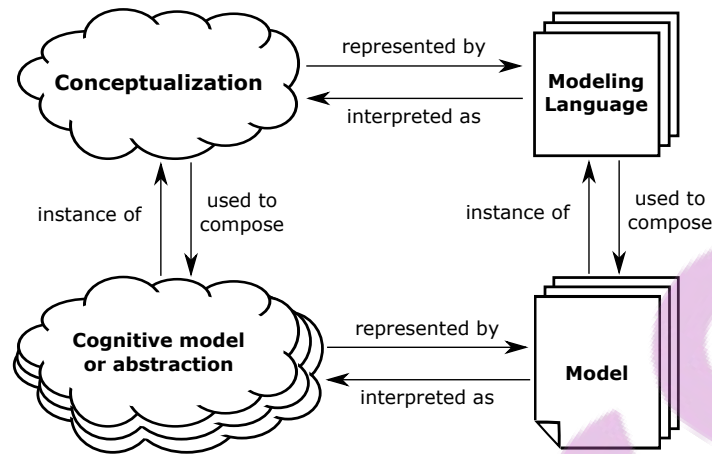 represented by
Conceptualization
Modeling
Language
interpreted as
instance of
used to
compose
instance of
used to
compose
Cognitive model
or abstraction
represented by
Model
interpreted as